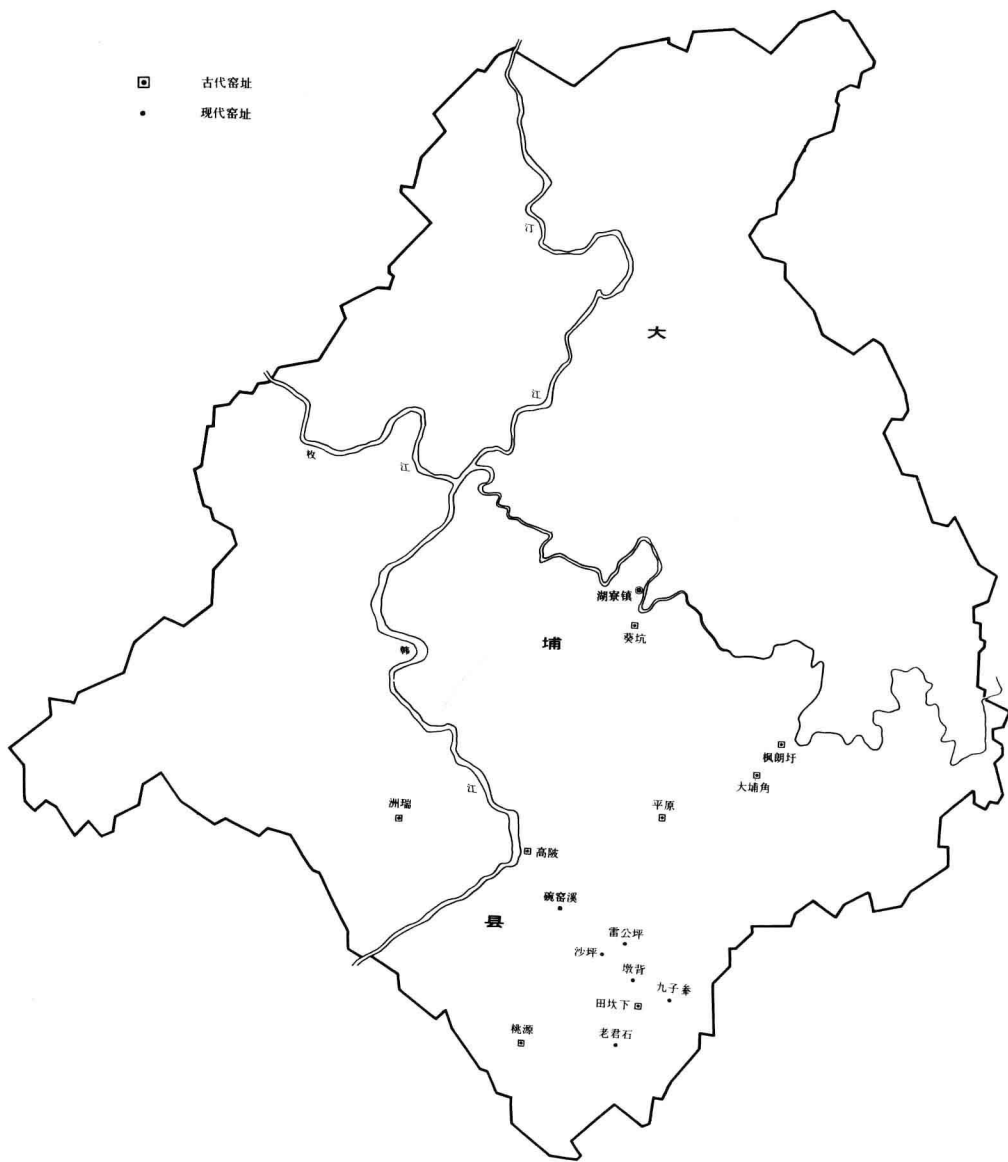 古代窑址
现代窑址
汀
大
江
枚
江
湖寮镇
葵坑
埔
韩
枫朗圩
大埔角
江
洲瑞
平原
高陂
碗窑溪
县
雷公坪
沙坪
墩背
九子㟂
田坎下
桃源
老君石